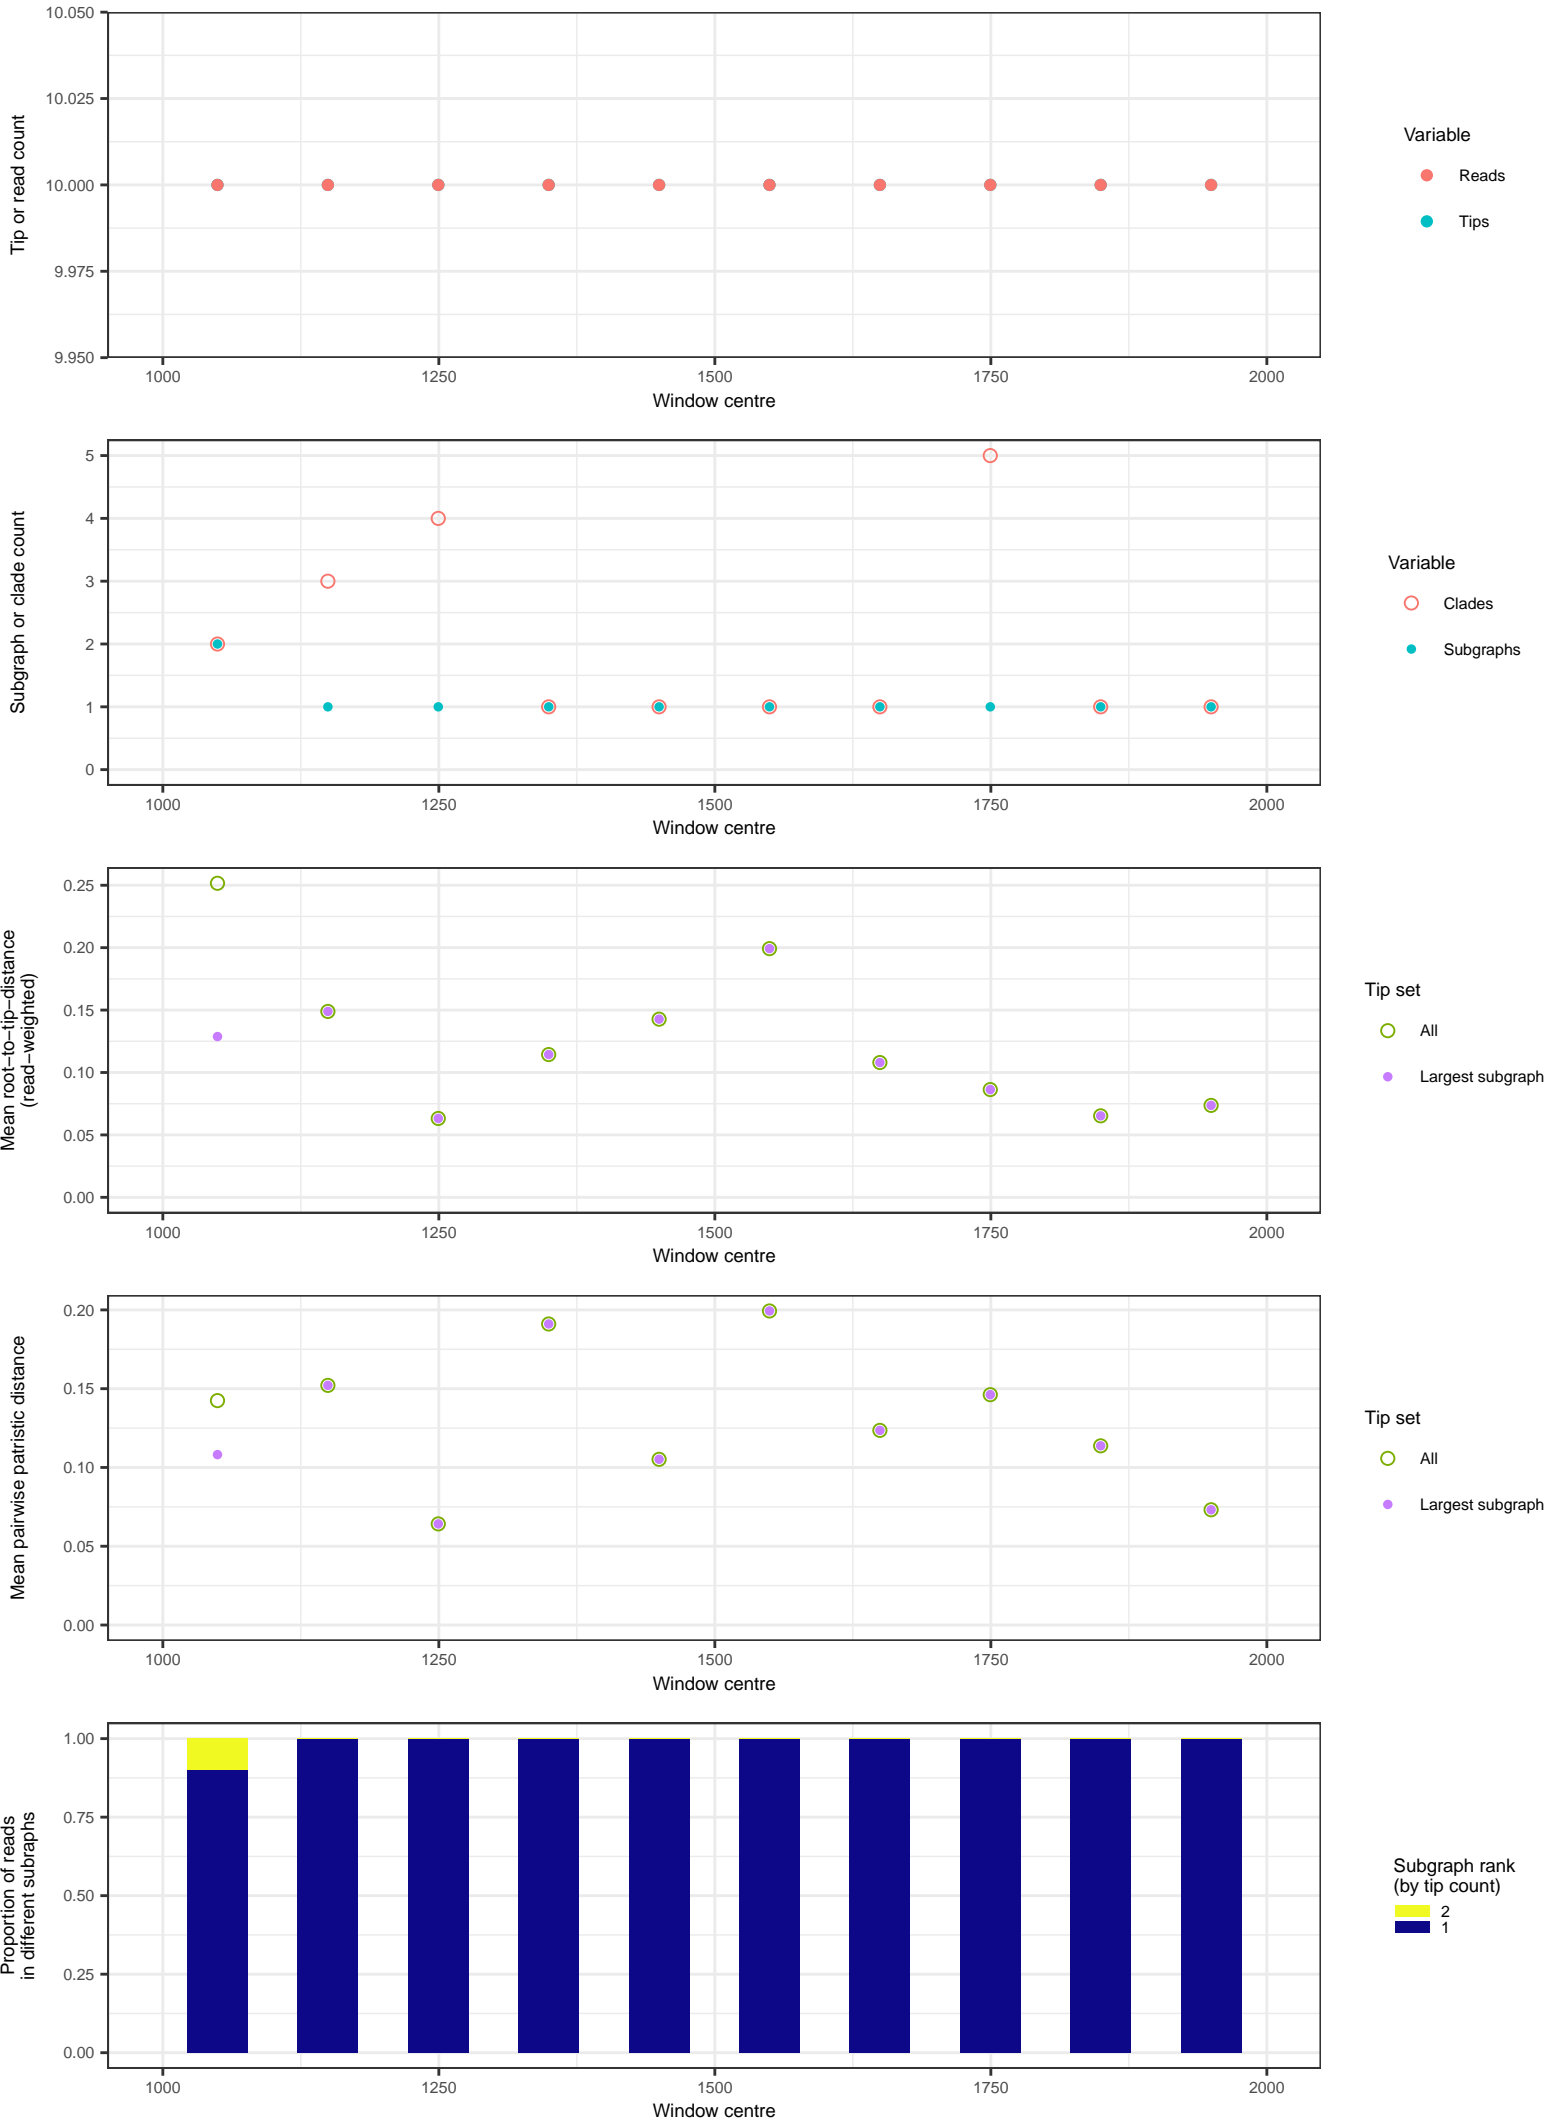 10.050
10.025
10.000
9.975
9.950
Tip or read count
1000 1250 1500 1750 2000
Window centre
Variable
Reads
Tips
5
4
3
2
1
0
Subgraph or clade count
1000 1250 1500 1750 2000
Window centre
Variable
Clades
Subgraphs
0.25
0.20
0.15
0.10
0.05
0.00
Mean root−to−tip−distance
(read−weighted)
1000 1250 1500 1750 2000
Window centre
Tip set
All
Largest subgraph
0.20
0.15
0.10
0.05
0.00
Mean pairwise patristic distance
1000 1250 1500 1750 2000
Window centre
Tip set
All
Largest subgraph
1.00
0.75
0.50
0.25
0.00
Proportion of reads
in different subraphs
1000 1250 1500 1750 2000
Window centre
Subgraph rank
(by tip count)
2
1